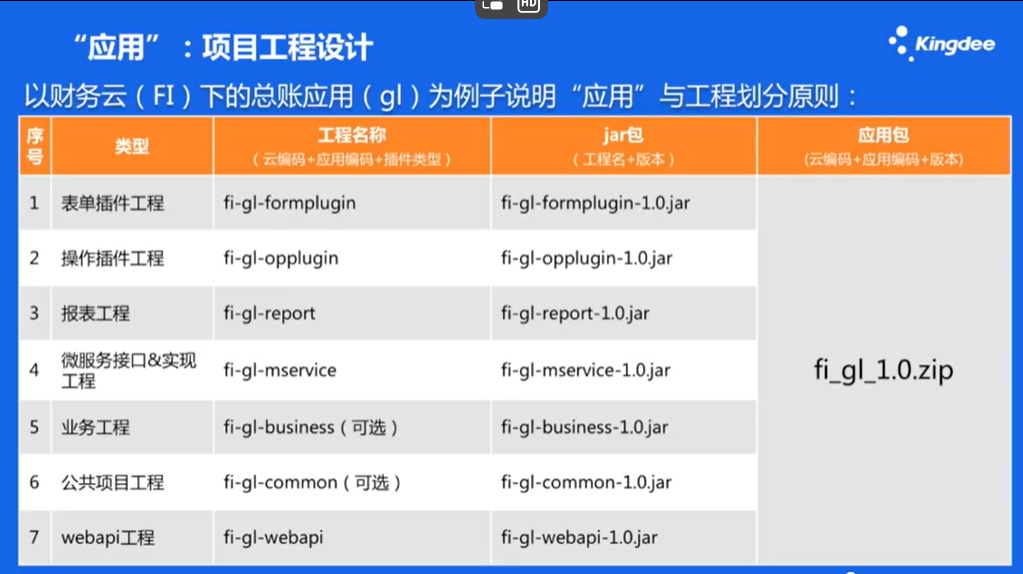 HD
“应用”：项目工程设计
Kingdee
以财务云（FI）下的总账应用（gl）为例子说明“应用”与工程划分原则：
序号 类型 工程名称 jar包 应用包
（云编码+应用编码+插件类型） （工程名+版本） (云编码+应用编码+版本)
1 表单插件工程 fi-gl-formplugin fi-gl-formplugin-1.0.jar
2 操作插件工程 fi-gl-opplugin fi-gl-opplugin-1.0.jar
3 报表工程 fi-gl-report fi-gl-report-1.0.jar
4 微服务接口&实现工程 fi-gl-mservice fi-gl-mservice-1.0.jar fi_gl_1.0.zip
5 业务工程 fi-gl-business（可选） fi-gl-business-1.0.jar
6 公共项目工程 fi-gl-common（可选） fi-gl-common-1.0.jar
7 webapi工程 fi-gl-webapi fi-gl-webapi-1.0.jar